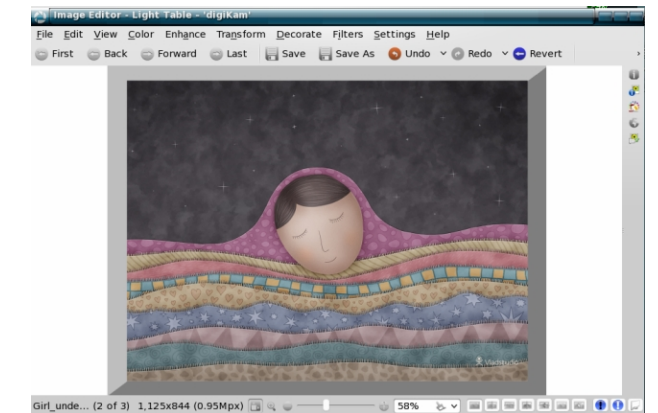 Image Editor - Light Table - 'digiKam'
File Edit View Color Enhance Transform Decorate Filters Settings Help
First Back Forward Last Save Save As Undo Redo Revert
Vladstudio
Girl_unde... (2 of 3) 1,125x844 (0.95Mpx) 58%